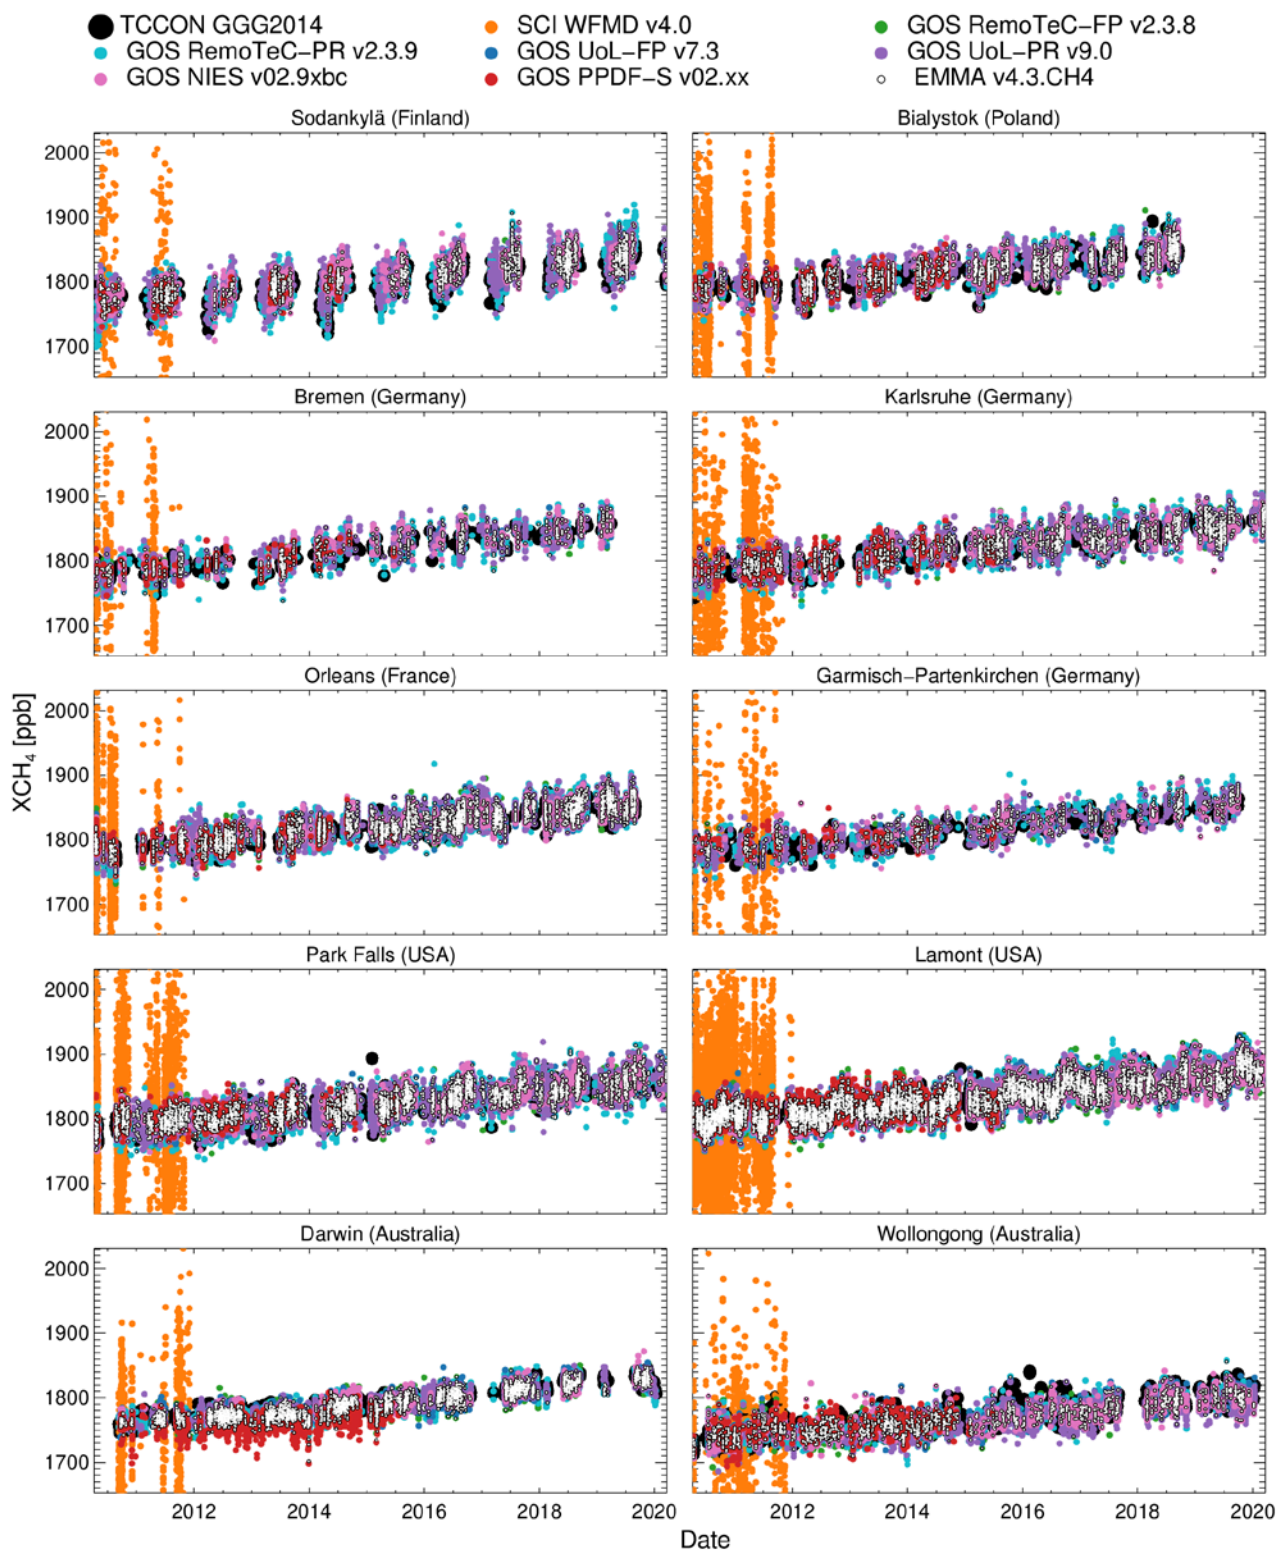 TCCON GGG2014 SCI WFMD v4.0 GOS RemoTeC-FP v2.3.8
GOS RemoTeC-PR v2.3.9 GOS UoL-FP v7.3 GOS UoL-PR v9.0
GOS NIES v02.9xbc GOS PPDF-S v02.xx EMMA v4.3.CH4
Sodankylä (Finland) Bialystok (Poland)
2000
1900
1800
1700
Bremen (Germany) Karlsruhe (Germany)
2000
1900
1800
1700
Orleans (France) Garmisch-Partenkirchen (Germany)
2000
1900
1800
1700
XCH₄ [ppb]
Park Falls (USA) Lamont (USA)
2000
1900
1800
1700
Darwin (Australia) Wollongong (Australia)
2000
1900
1800
1700
2012 2014 2016 2018 2020 2012 2014 2016 2018 2020
Date